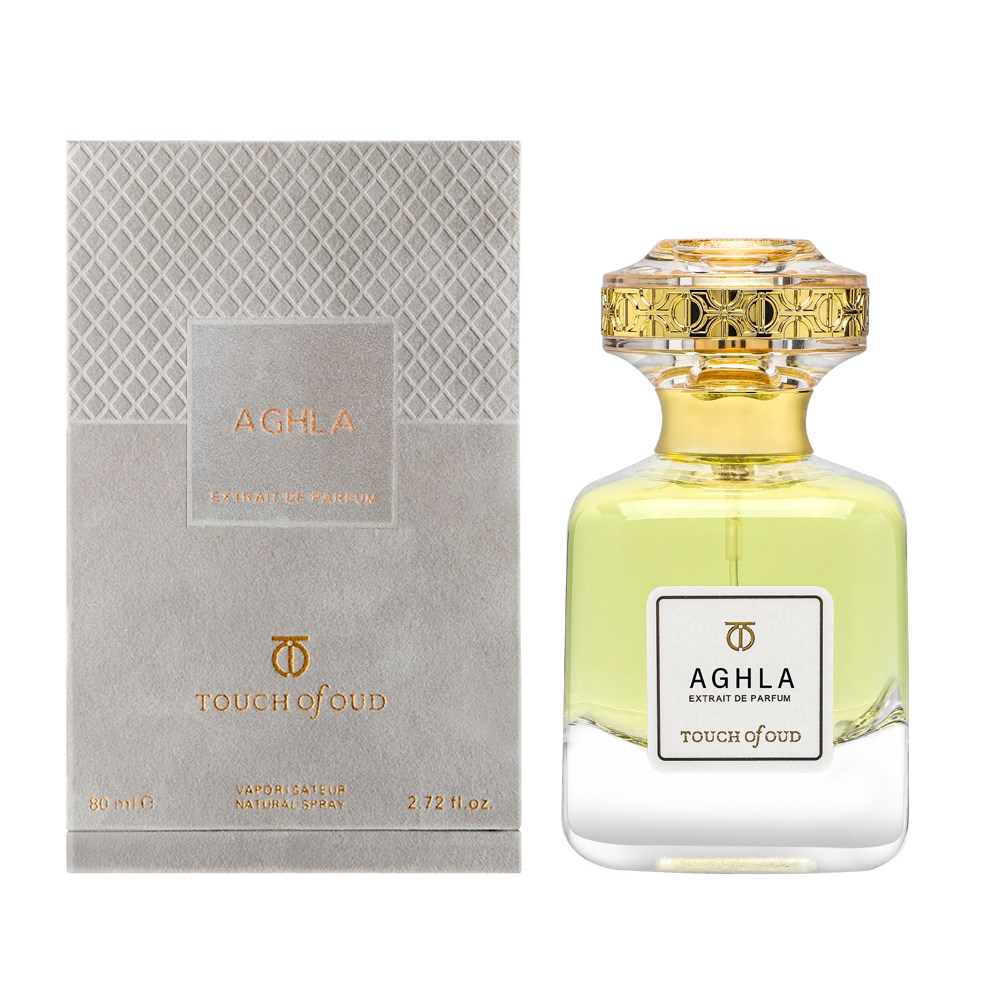 AGHLA
EXTRAIT DE PARFUM
TOUCH of OUD
80 ml e
VAPORISATEUR
NATURAL SPRAY
2.72 fl.oz.
AGHLA
EXTRAIT DE PARFUM
TOUCH of OUD